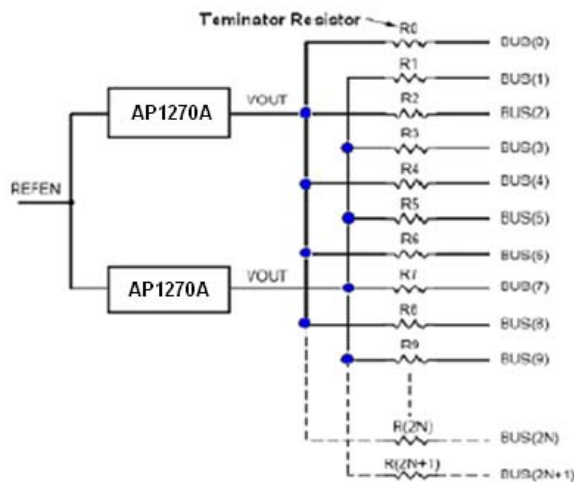 Teminator Resistor
R0 BUS(0)
R1 BUS(1)
AP1270A VOUT R2 BUS(2)
R3 BUS(3)
REFEN R4 BUS(4)
R5 BUS(5)
R6 BUS(6)
AP1270A VOUT R7 BUS(7)
R8 BUS(8)
R9 BUS(9)
R(2N) BUS(2N)
R(2N+1) BUS(2N+1)